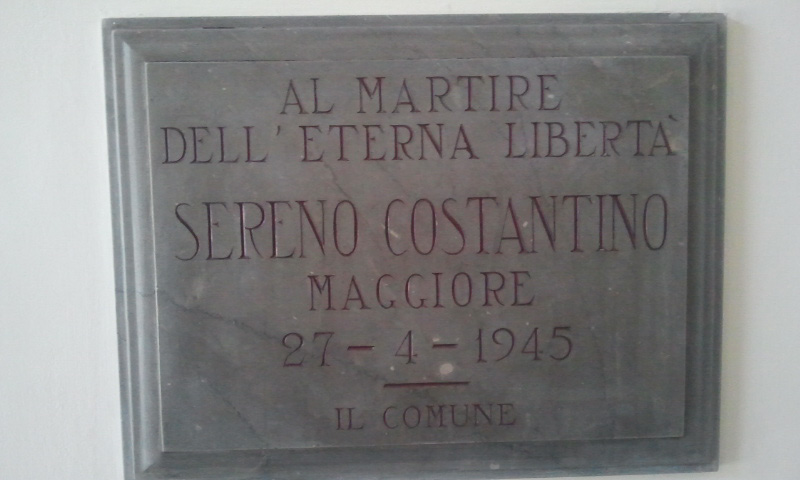 AL MARTIRE
DELL'ETERNA LIBERTÀ
SERENO COSTANTINO
MAGGIORE
27-4-1945
IL COMUNE